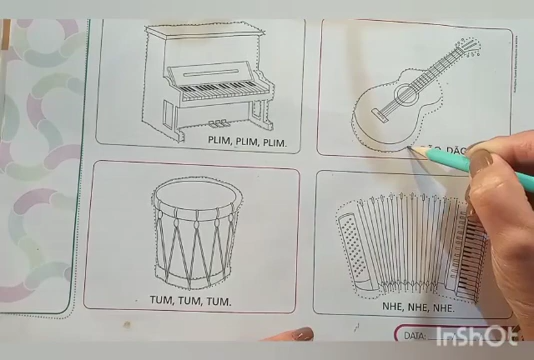 PLIM, PLIM, PLIM.
TUM, TUM, TUM.
NHE, NHE, NHE.
DATA:
InShOt